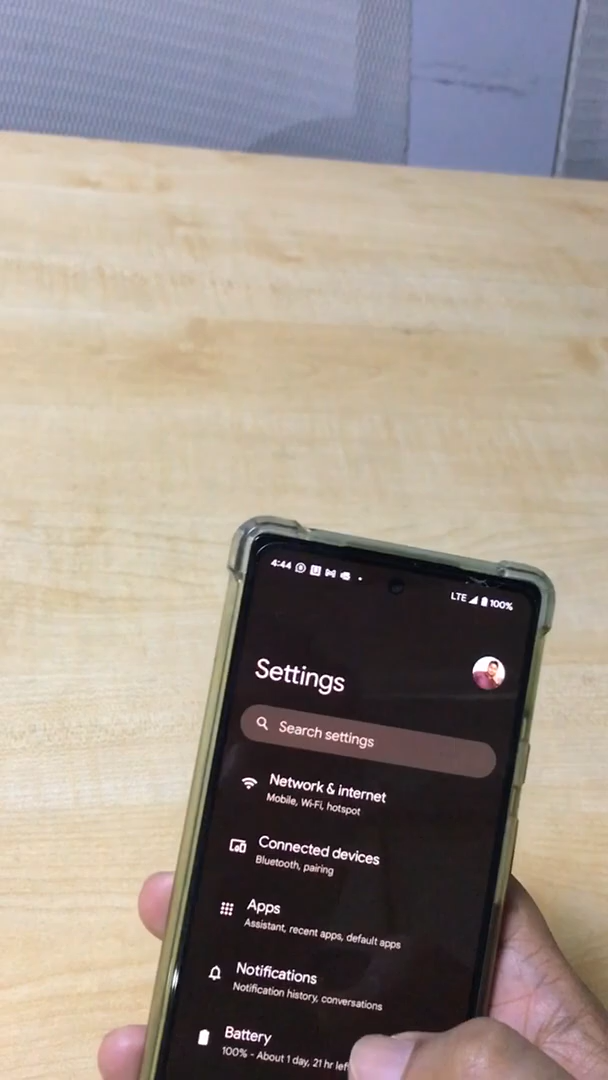 4:44
LTE 100%
Settings
Search settings
Network & internet
Mobile, Wi-Fi, hotspot
Connected devices
Bluetooth, pairing
Apps
Assistant, recent apps, default apps
Notifications
Notification history, conversations
Battery
100% - About 1 day, 21 hr left